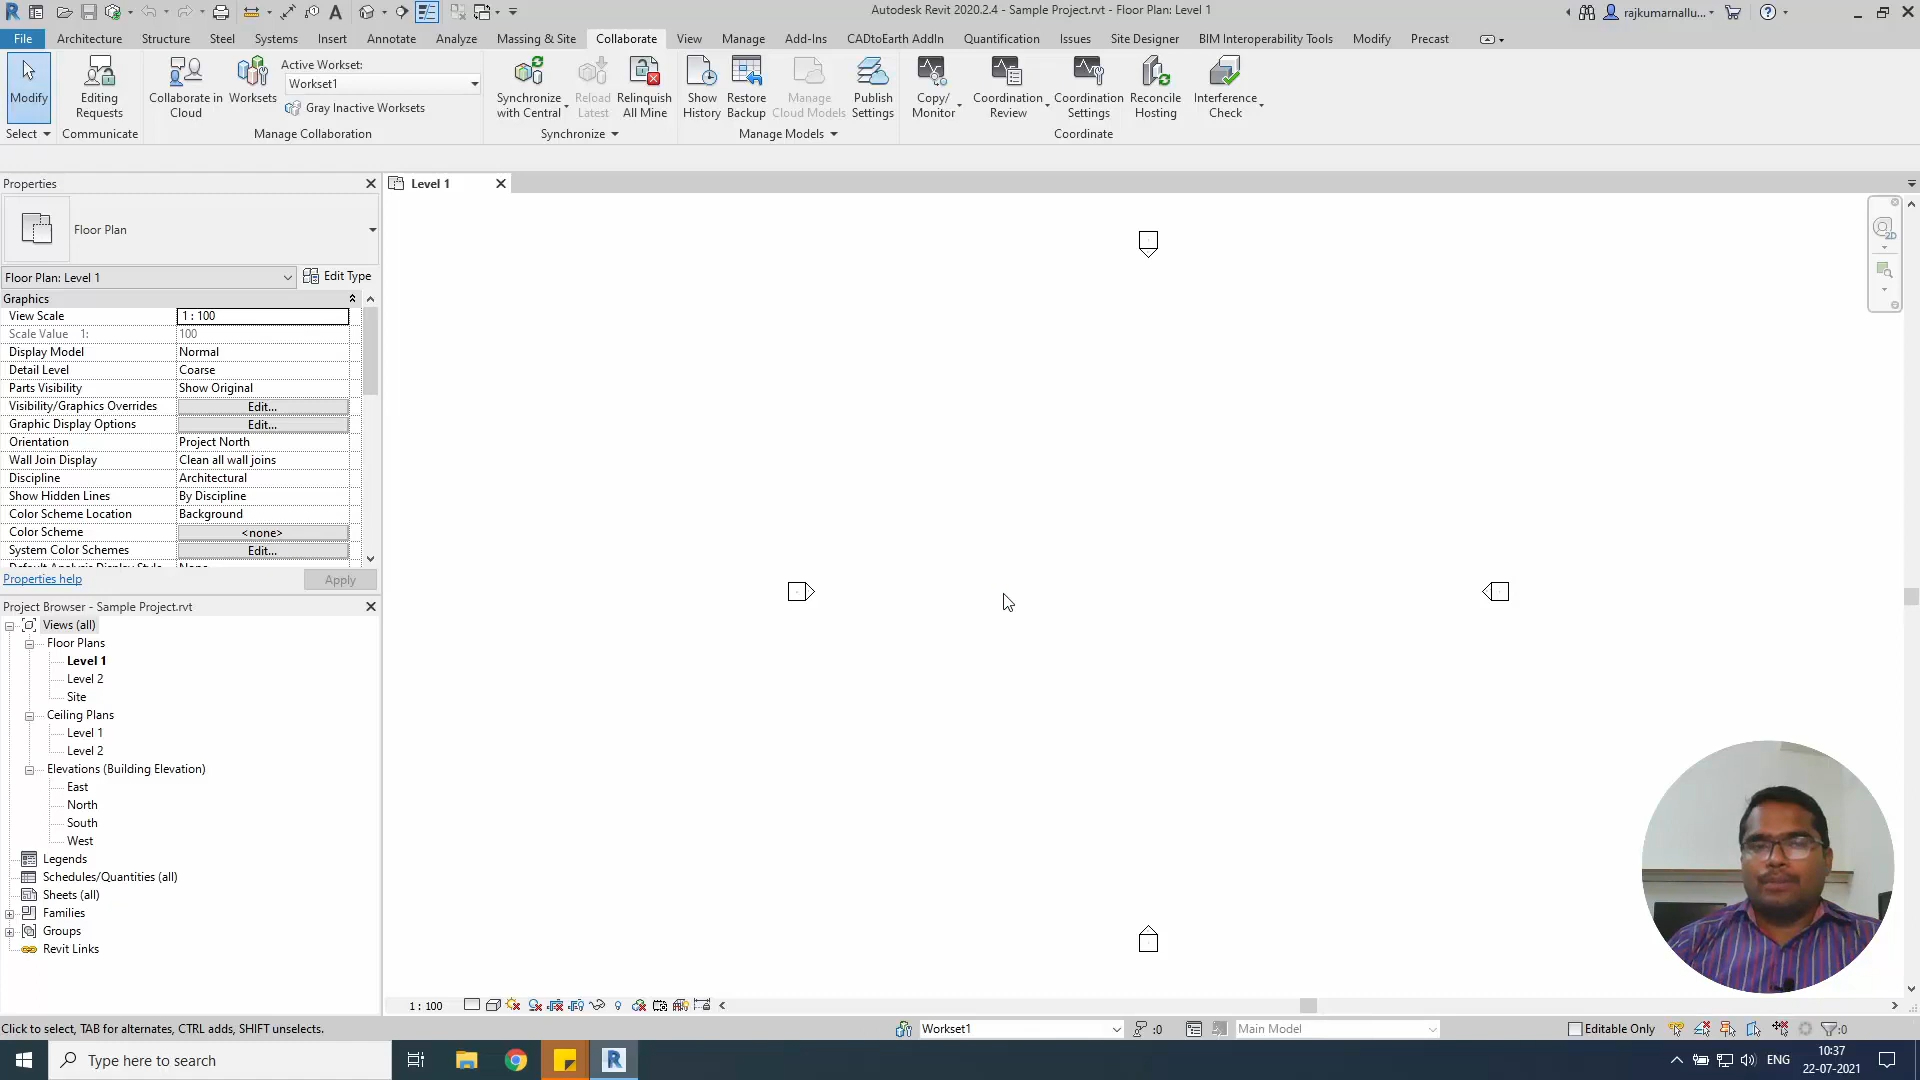 Autodesk Revit 2020.2.4 - Sample Project.rvt - Floor Plan: Level 1
rajkumarnallu...
File Architecture Structure Steel Systems Insert Annotate Analyze Massing & Site Collaborate View Manage Add-Ins CADtoEarth AddIn Quantification Issues Site Designer BIM Interoperability Tools Modify Precast
Modify
Select
Editing Requests
Communicate
Collaborate in Cloud
Worksets
Active Workset:
Workset1
Gray Inactive Worksets
Manage Collaboration
Synchronize with Central
Reload Latest
Relinquish All Mine
Synchronize
Show History
Restore Backup
Manage Cloud Models
Publish Settings
Manage Models
Copy/ Monitor
Coordination Review
Coordination Settings
Reconcile Hosting
Interference Check
Coordinate
Properties
Level 1
Floor Plan
Floor Plan: Level 1
Edit Type
Graphics
View Scale 1 : 100
Scale Value 1: 100
Display Model Normal
Detail Level Coarse
Parts Visibility Show Original
Visibility/Graphics Overrides Edit...
Graphic Display Options Edit...
Orientation Project North
Wall Join Display Clean all wall joins
Discipline Architectural
Show Hidden Lines By Discipline
Color Scheme Location Background
Color Scheme <none>
System Color Schemes Edit...
Default Analysis Display Style None
Properties help
Apply
Project Browser - Sample Project.rvt
Views (all)
Floor Plans
Level 1
Level 2
Site
Ceiling Plans
Level 1
Level 2
Elevations (Building Elevation)
East
North
South
West
Legends
Schedules/Quantities (all)
Sheets (all)
Families
Groups
Revit Links
2D
1 : 100
Click to select, TAB for alternates, CTRL adds, SHIFT unselects.
Workset1
:0
Main Model
Editable Only
:0
Type here to search
ENG
10:37
22-07-2021